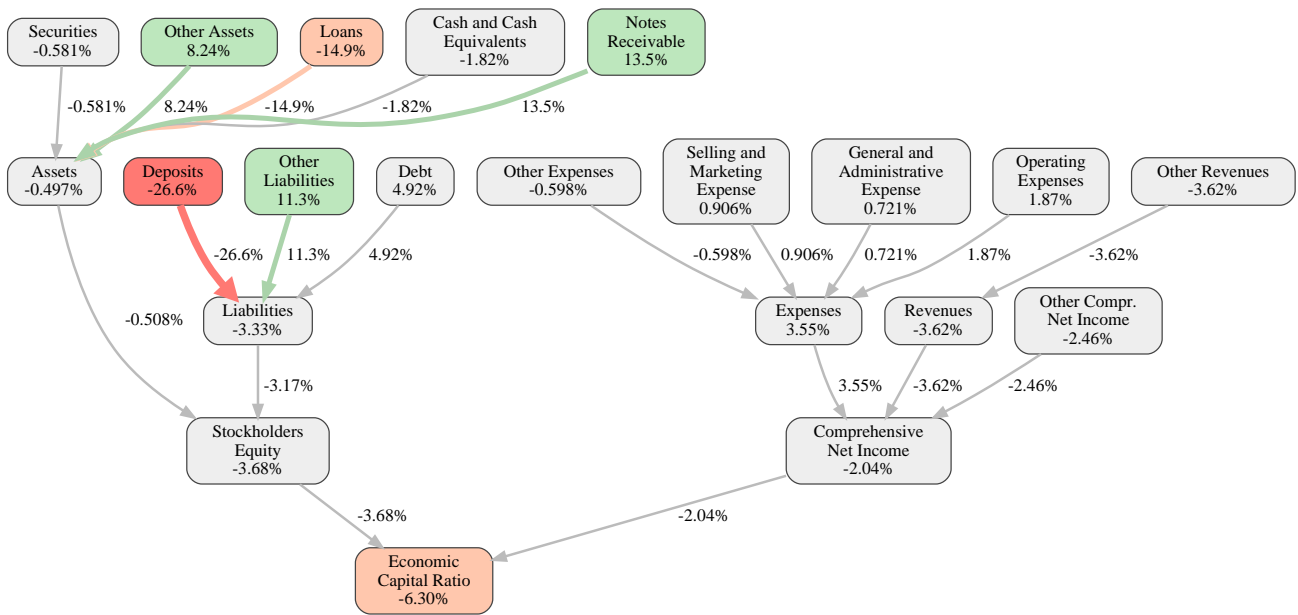 Securities
-0.581%
Other Assets
8.24%
Loans
-14.9%
Cash and Cash
Equivalents
-1.82%
Notes
Receivable
13.5%
-0.581%
8.24%
-14.9%
-1.82%
13.5%
Assets
-0.497%
Deposits
-26.6%
Other
Liabilities
11.3%
Debt
4.92%
Other Expenses
-0.598%
Selling and
Marketing
Expense
0.906%
General and
Administrative
Expense
0.721%
Operating
Expenses
1.87%
Other Revenues
-3.62%
-26.6%
11.3%
4.92%
-0.598%
0.906%
0.721%
1.87%
-3.62%
-0.508%
Liabilities
-3.33%
Expenses
3.55%
Revenues
-3.62%
Other Compr.
Net Income
-2.46%
-3.17%
3.55%
-3.62%
-2.46%
Stockholders
Equity
-3.68%
Comprehensive
Net Income
-2.04%
-3.68%
-2.04%
Economic
Capital Ratio
-6.30%